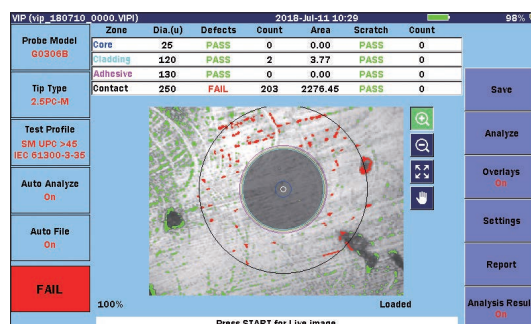 VIP (vip_180710_0000.VIPI) 2018-Jul-11 10:29 98%
Probe Model
G0306B
Tip Type
2.5PC-M
Test Profile
SM UPC >45
IEC 61300-3-35
Auto Analyze
On
Auto File
On
FAIL
Zone Dia.(u) Defects Count Area Scratch Count
Core 25 PASS 0 0.00 PASS 0
Cladding 120 PASS 2 3.77 PASS 0
Adhesive 130 PASS 0 0.00 PASS 0
Contact 250 FAIL 203 2276.45 PASS 0
100% Loaded
Press START for Live image
Save
Analyze
Overlays
On
Settings
Report
Analysis Resul
On